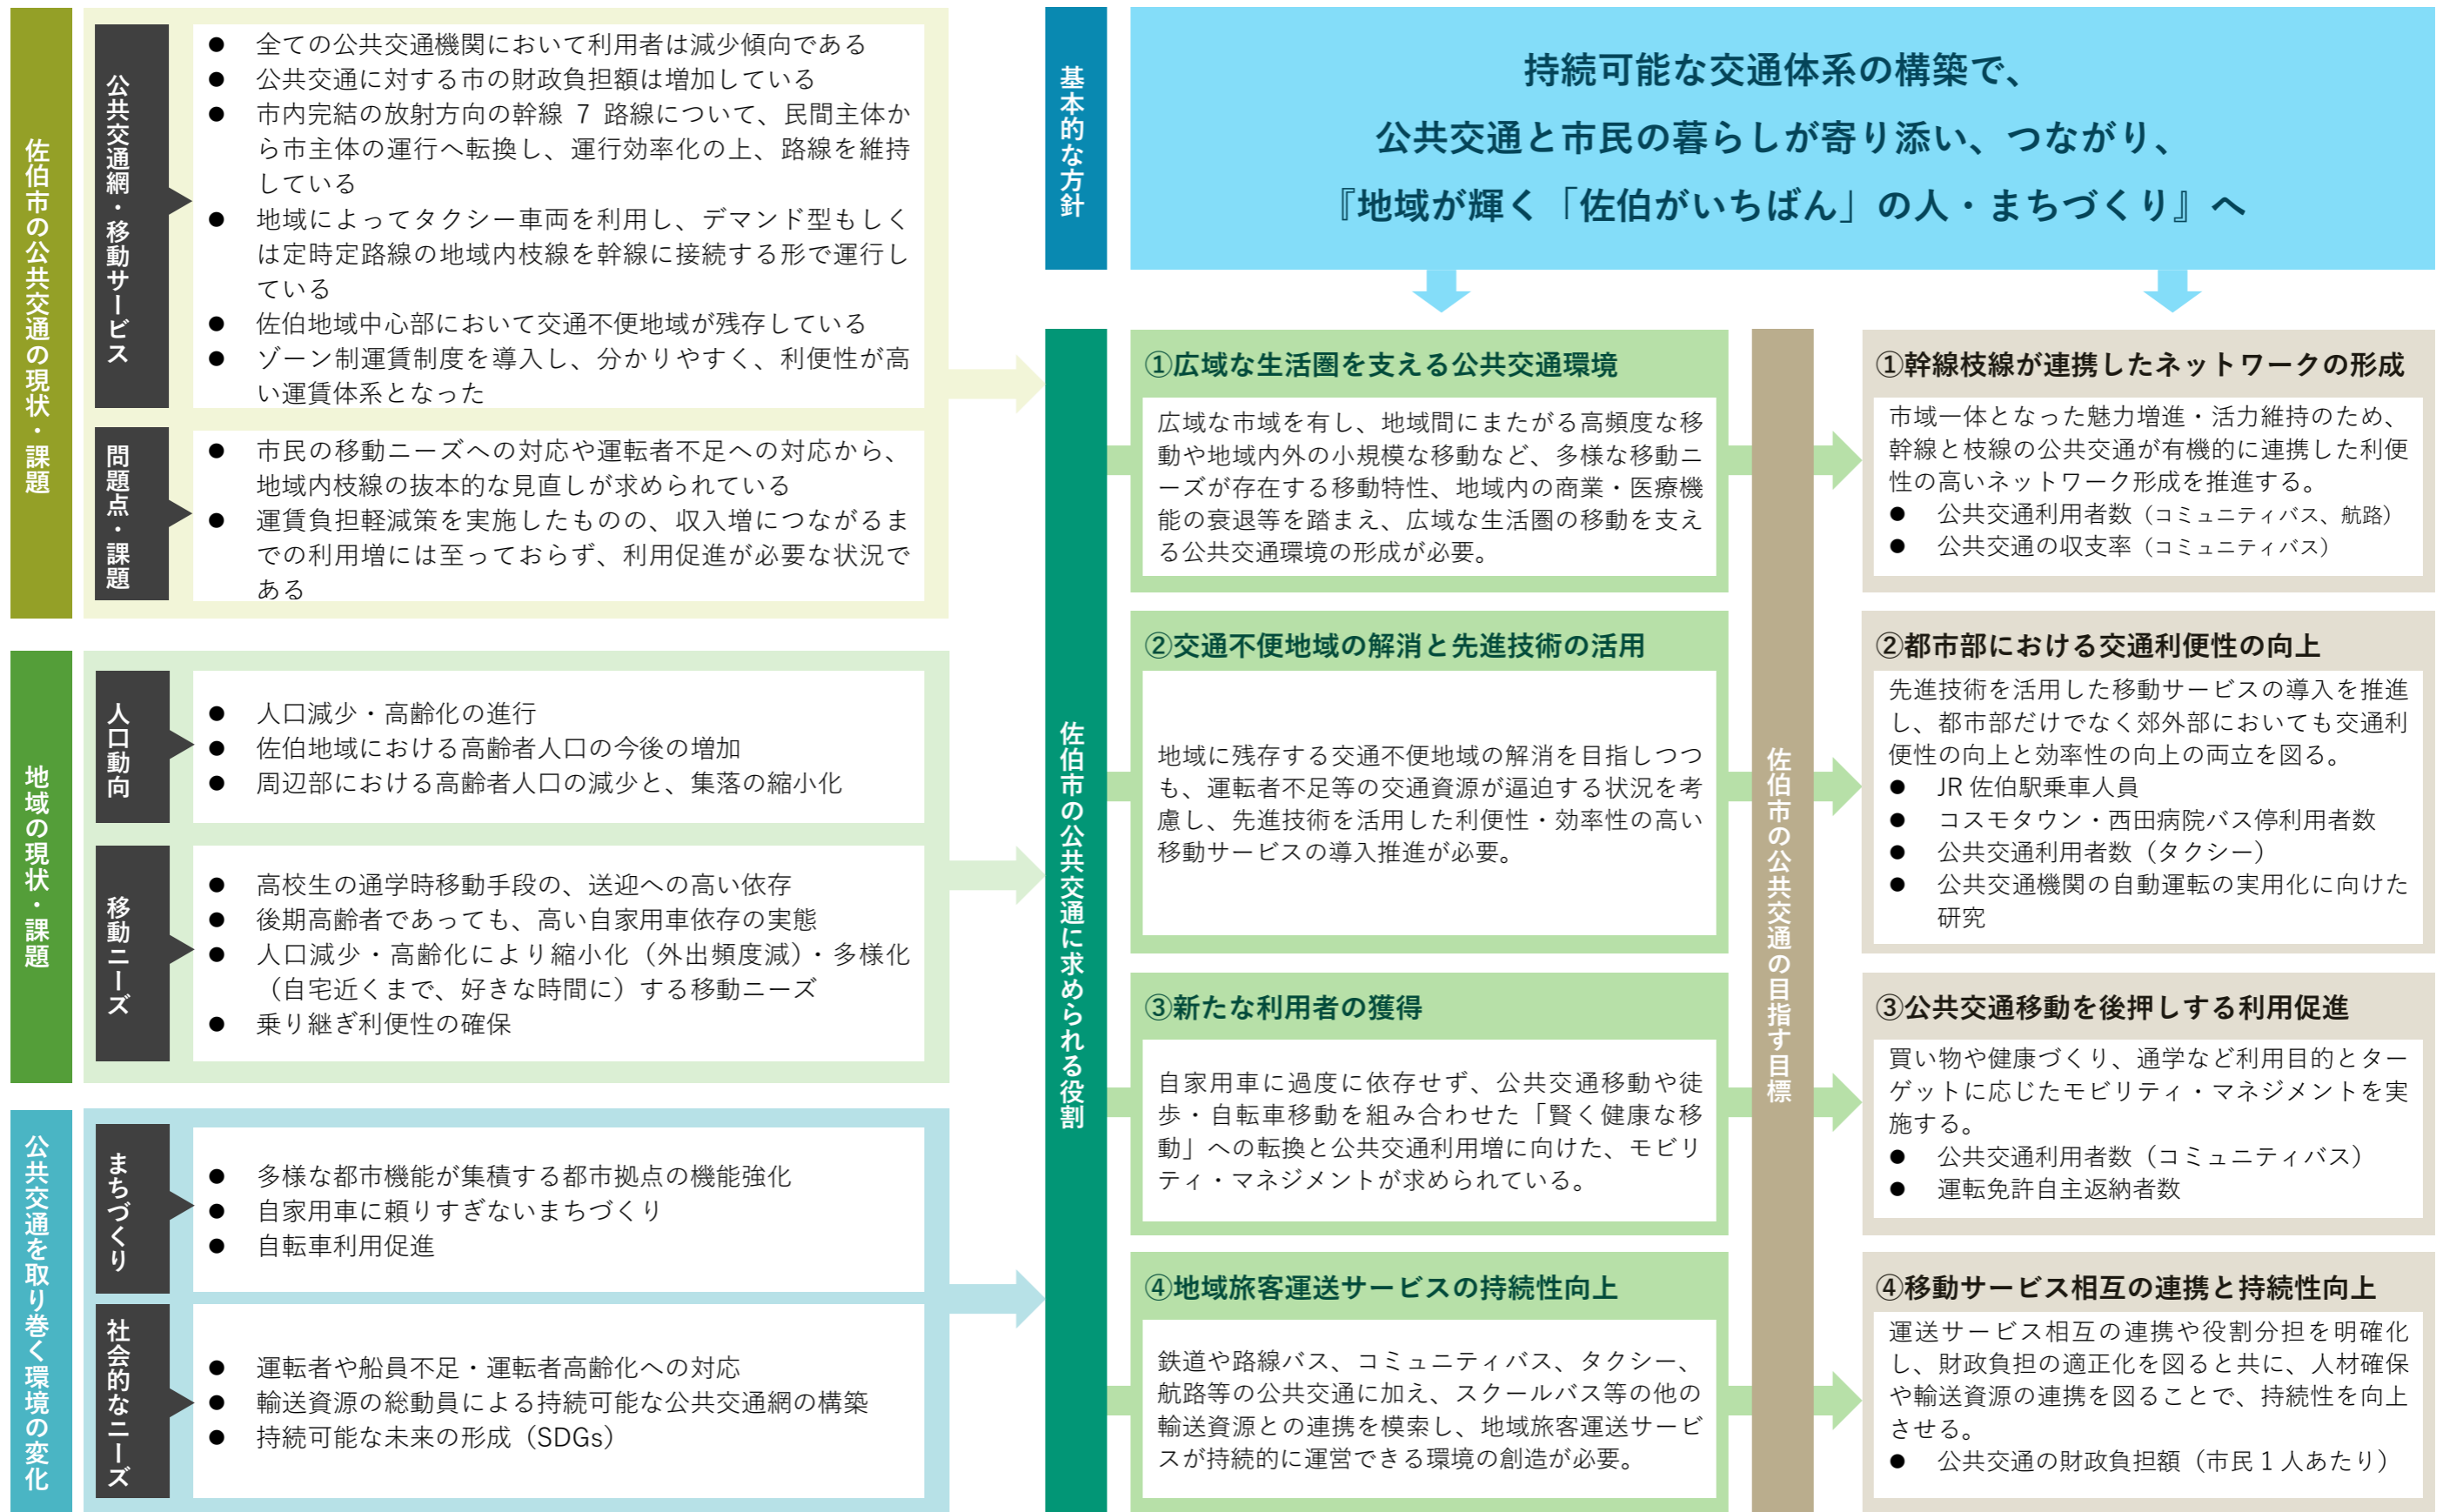 佐伯市の公共交通の現状・課題
公共交通網・移動サービス
● 全ての公共交通機関において利用者は減少傾向である
● 公共交通に対する市の財政負担額は増加している
● 市内完結の放射方向の幹線 7 路線について、民間主体か
ら市主体の運行へ転換し、運行効率化の上、路線を維持
している
● 地域によってタクシー車両を利用し、デマンド型もしく
は定時定路線の地域内枝線を幹線に接続する形で運行し
ている
● 佐伯地域中心部において交通不便地域が残存している
● ゾーン制運賃制度を導入し、分かりやすく、利便性が高
い運賃体系となった
問題点・課題
● 市民の移動ニーズへの対応や運転者不足への対応から、
地域内枝線の抜本的な見直しが求められている
● 運賃負担軽減策を実施したものの、収入増につながるま
での利用増には至っておらず、利用促進が必要な状況で
ある
地域の現状・課題
人口動向
● 人口減少・高齢化の進行
● 佐伯地域における高齢者人口の今後の増加
● 周辺部における高齢者人口の減少と、集落の縮小化
移動ニーズ
● 高校生の通学時移動手段の、送迎への高い依存
● 後期高齢者であっても、高い自家用車依存の実態
● 人口減少・高齢化により縮小化（外出頻度減）・多様化
（自宅近くまで、好きな時間に）する移動ニーズ
● 乗り継ぎ利便性の確保
公共交通を取り巻く環境の変化
まちづくり
● 多様な都市機能が集積する都市拠点の機能強化
● 自家用車に頼りすぎないまちづくり
● 自転車利用促進
社会的なニーズ
● 運転者や船員不足・運転者高齢化への対応
● 輸送資源の総動員による持続可能な公共交通網の構築
● 持続可能な未来の形成（SDGs）
基本的な方針
持続可能な交通体系の構築で、
公共交通と市民の暮らしが寄り添い、つながり、
『地域が輝く「佐伯がいちばん」の人・まちづくり』へ
佐伯市の公共交通に求められる役割
①広域な生活圏を支える公共交通環境
広域な市域を有し、地域間にまたがる高頻度な移
動や地域内外の小規模な移動など、多様な移動ニ
ーズが存在する移動特性、地域内の商業・医療機
能の衰退等を踏まえ、広域な生活圏の移動を支え
る公共交通環境の形成が必要。
②交通不便地域の解消と先進技術の活用
地域に残存する交通不便地域の解消を目指しつつ
も、運転者不足等の交通資源が逼迫する状況を考
慮し、先進技術を活用した利便性・効率性の高い
移動サービスの導入推進が必要。
③新たな利用者の獲得
自家用車に過度に依存せず、公共交通移動や徒
歩・自転車移動を組み合わせた「賢く健康な移
動」への転換と公共交通利用増に向けた、モビリ
ティ・マネジメントが求められている。
④地域旅客運送サービスの持続性向上
鉄道や路線バス、コミュニティバス、タクシー、
航路等の公共交通に加え、スクールバス等の他の
輸送資源との連携を模索し、地域旅客運送サービ
スが持続的に運営できる環境の創造が必要。
佐伯市の公共交通の目指す目標
①幹線枝線が連携したネットワークの形成
市域一体となった魅力増進・活力維持のため、
幹線と枝線の公共交通が有機的に連携した利便
性の高いネットワーク形成を推進する。
● 公共交通利用者数（コミュニティバス、航路）
● 公共交通の収支率（コミュニティバス）
②都市部における交通利便性の向上
先進技術を活用した移動サービスの導入を推進
し、都市部だけでなく郊外部においても交通利
便性の向上と効率性の向上の両立を図る。
● JR 佐伯駅乗車人員
● コスモタウン・西田病院バス停利用者数
● 公共交通利用者数（タクシー）
● 公共交通機関の自動運転の実用化に向けた
研究
③公共交通移動を後押しする利用促進
買い物や健康づくり、通学など利用目的とター
ゲットに応じたモビリティ・マネジメントを実
施する。
● 公共交通利用者数（コミュニティバス）
● 運転免許自主返納者数
④移動サービス相互の連携と持続性向上
運送サービス相互の連携や役割分担を明確化
し、財政負担の適正化を図ると共に、人材確保
や輸送資源の連携を図ることで、持続性を向上
させる。
● 公共交通の財政負担額（市民 1 人あたり）